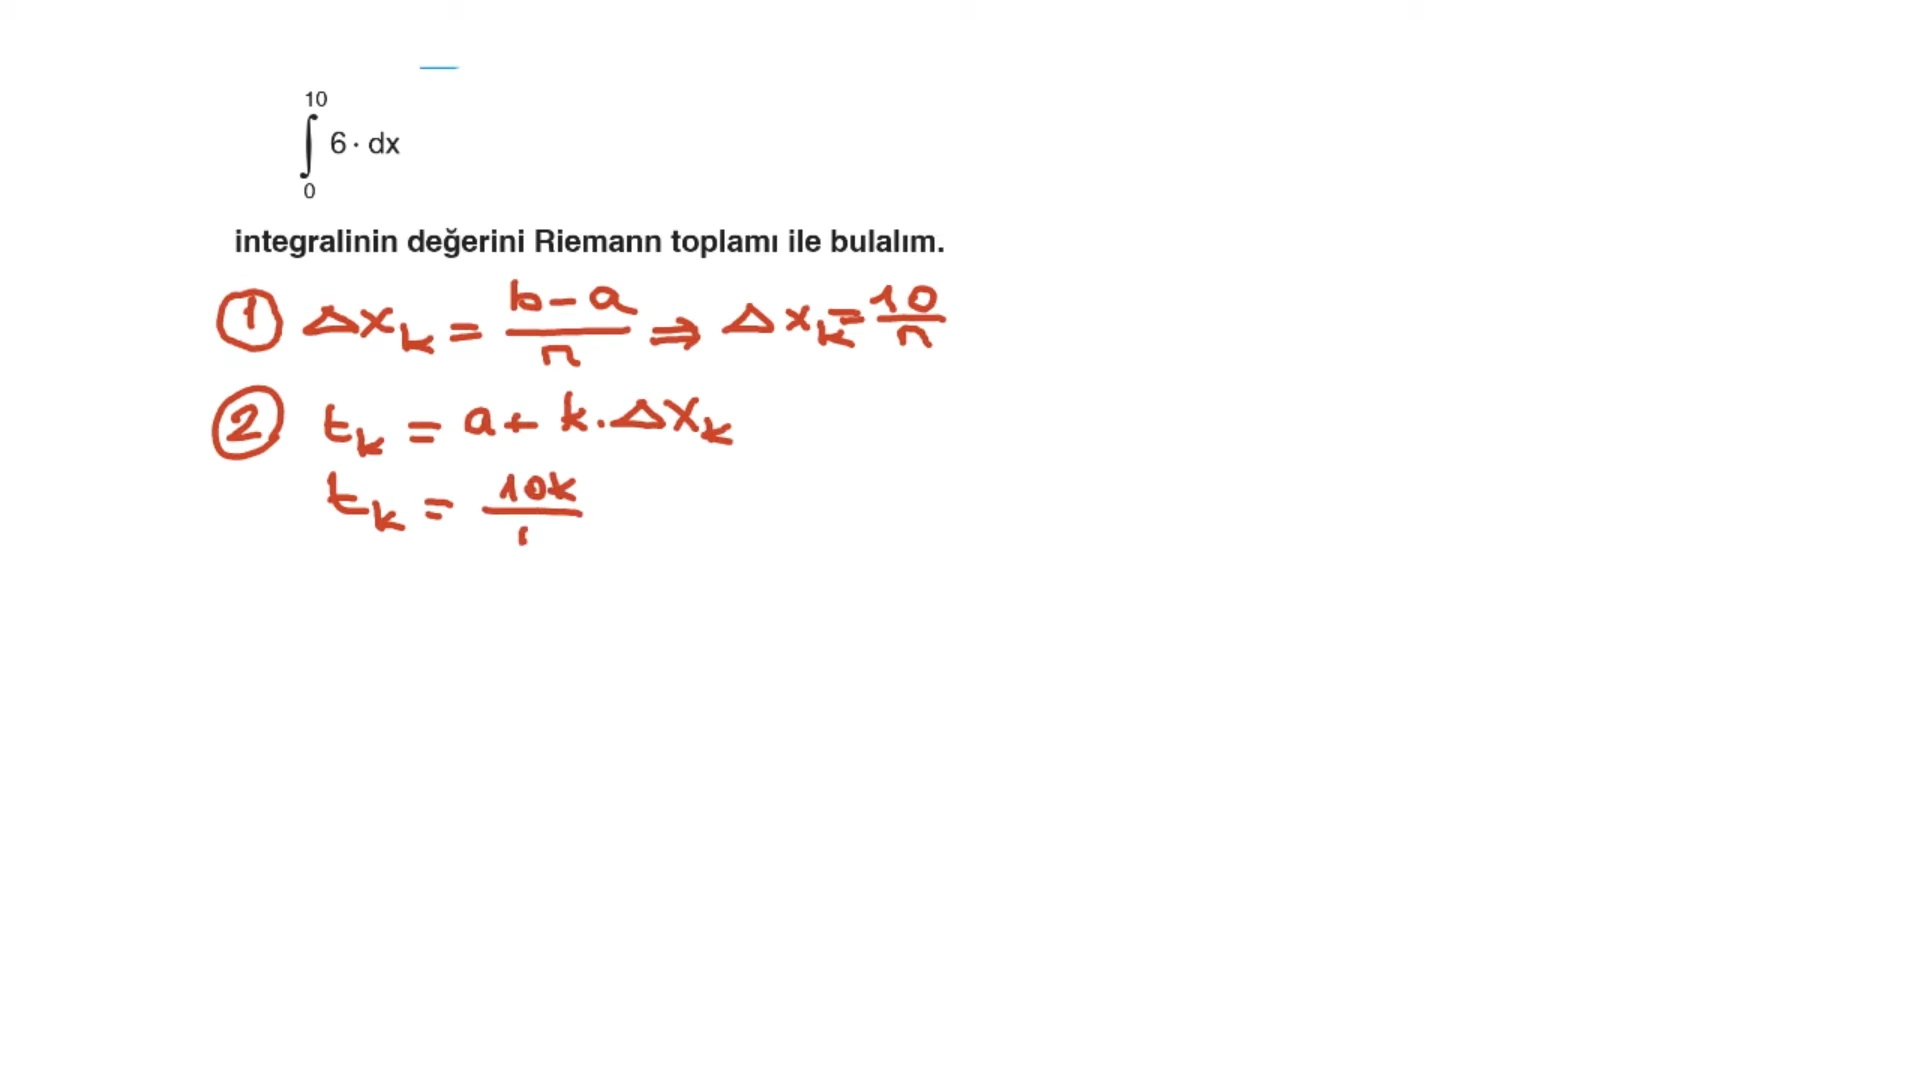 10
∫ 6 · dx
0
integralinin değerini Riemann toplamı ile bulalım.
① Δx_k = (b-a)/n ⇒ Δx_k = 10/n
② t_k = a + k.Δx_k
t_k = 10k/